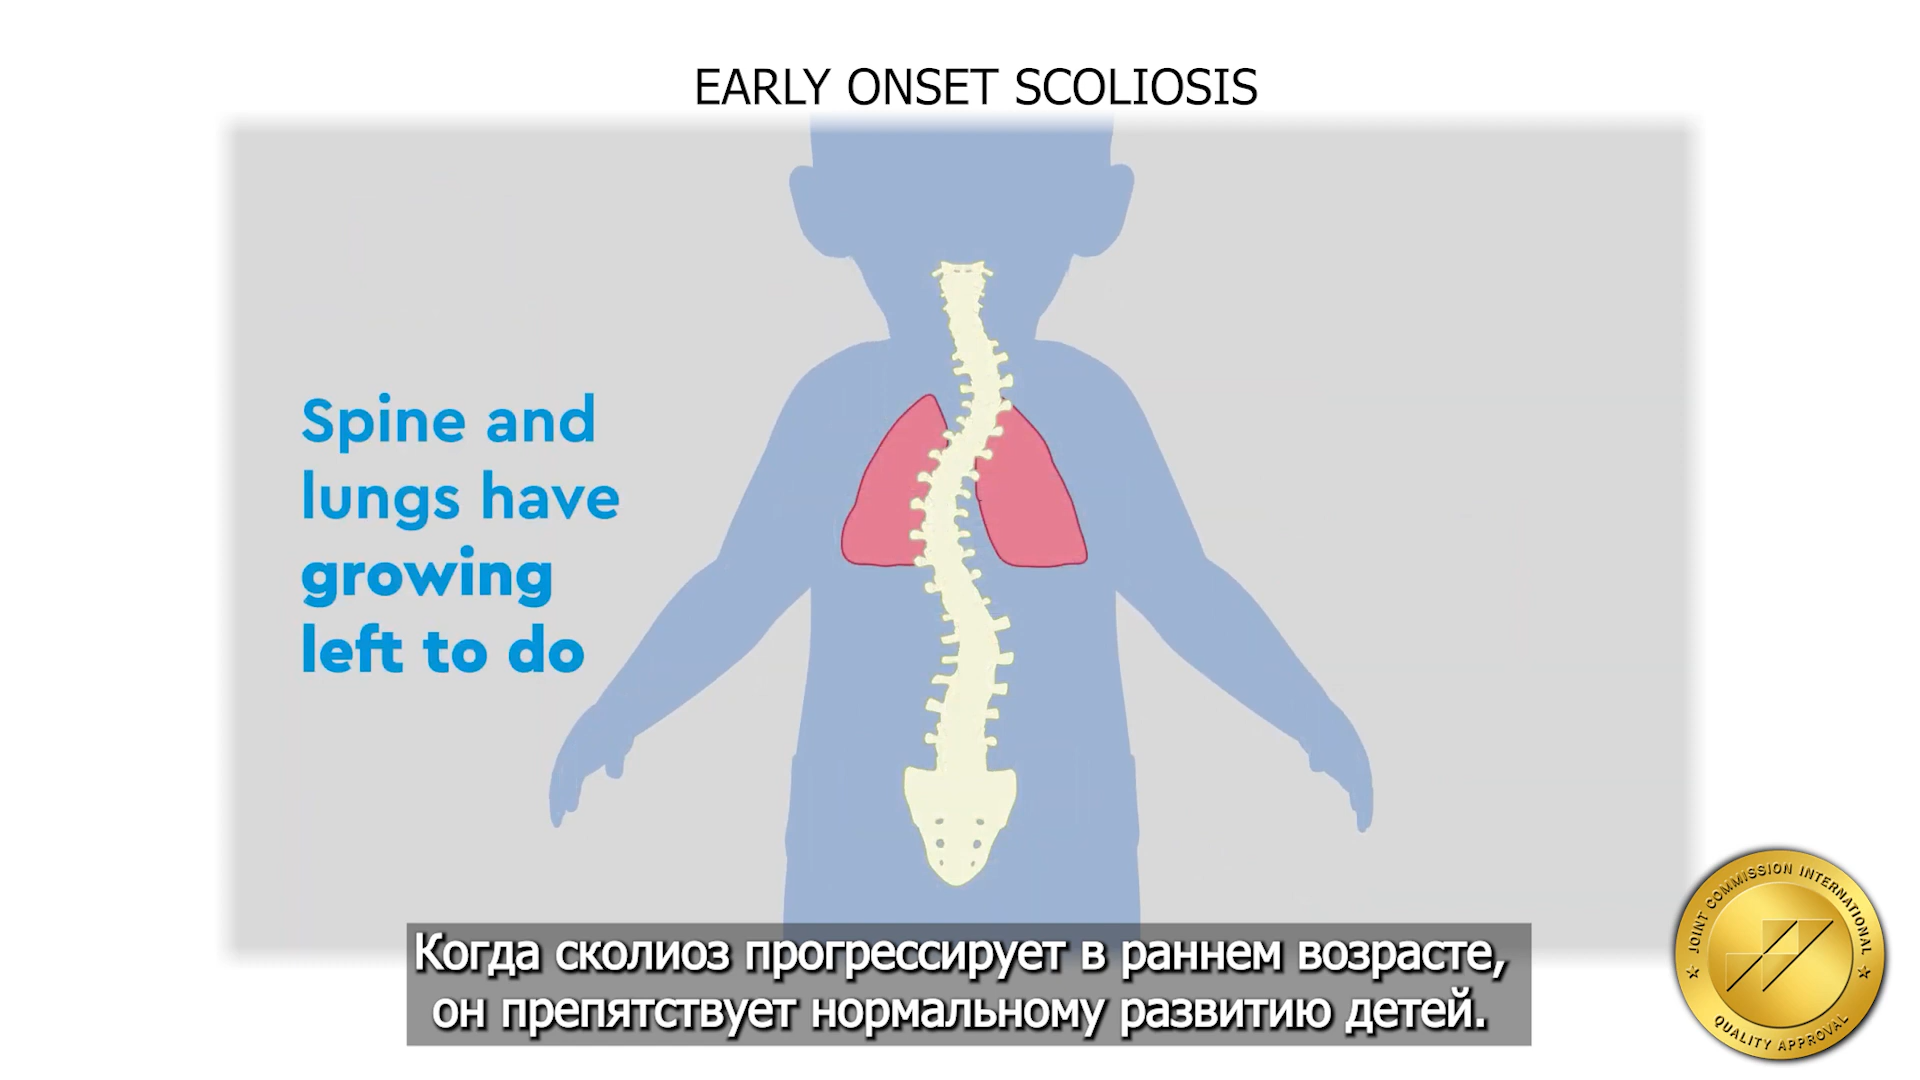 EARLY ONSET SCOLIOSIS
Spine and
lungs have
growing
left to do
Когда сколиоз прогрессирует в раннем возрасте,
он препятствует нормальному развитию детей.
JOINT COMMISSION INTERNATIONAL
QUALITY APPROVAL